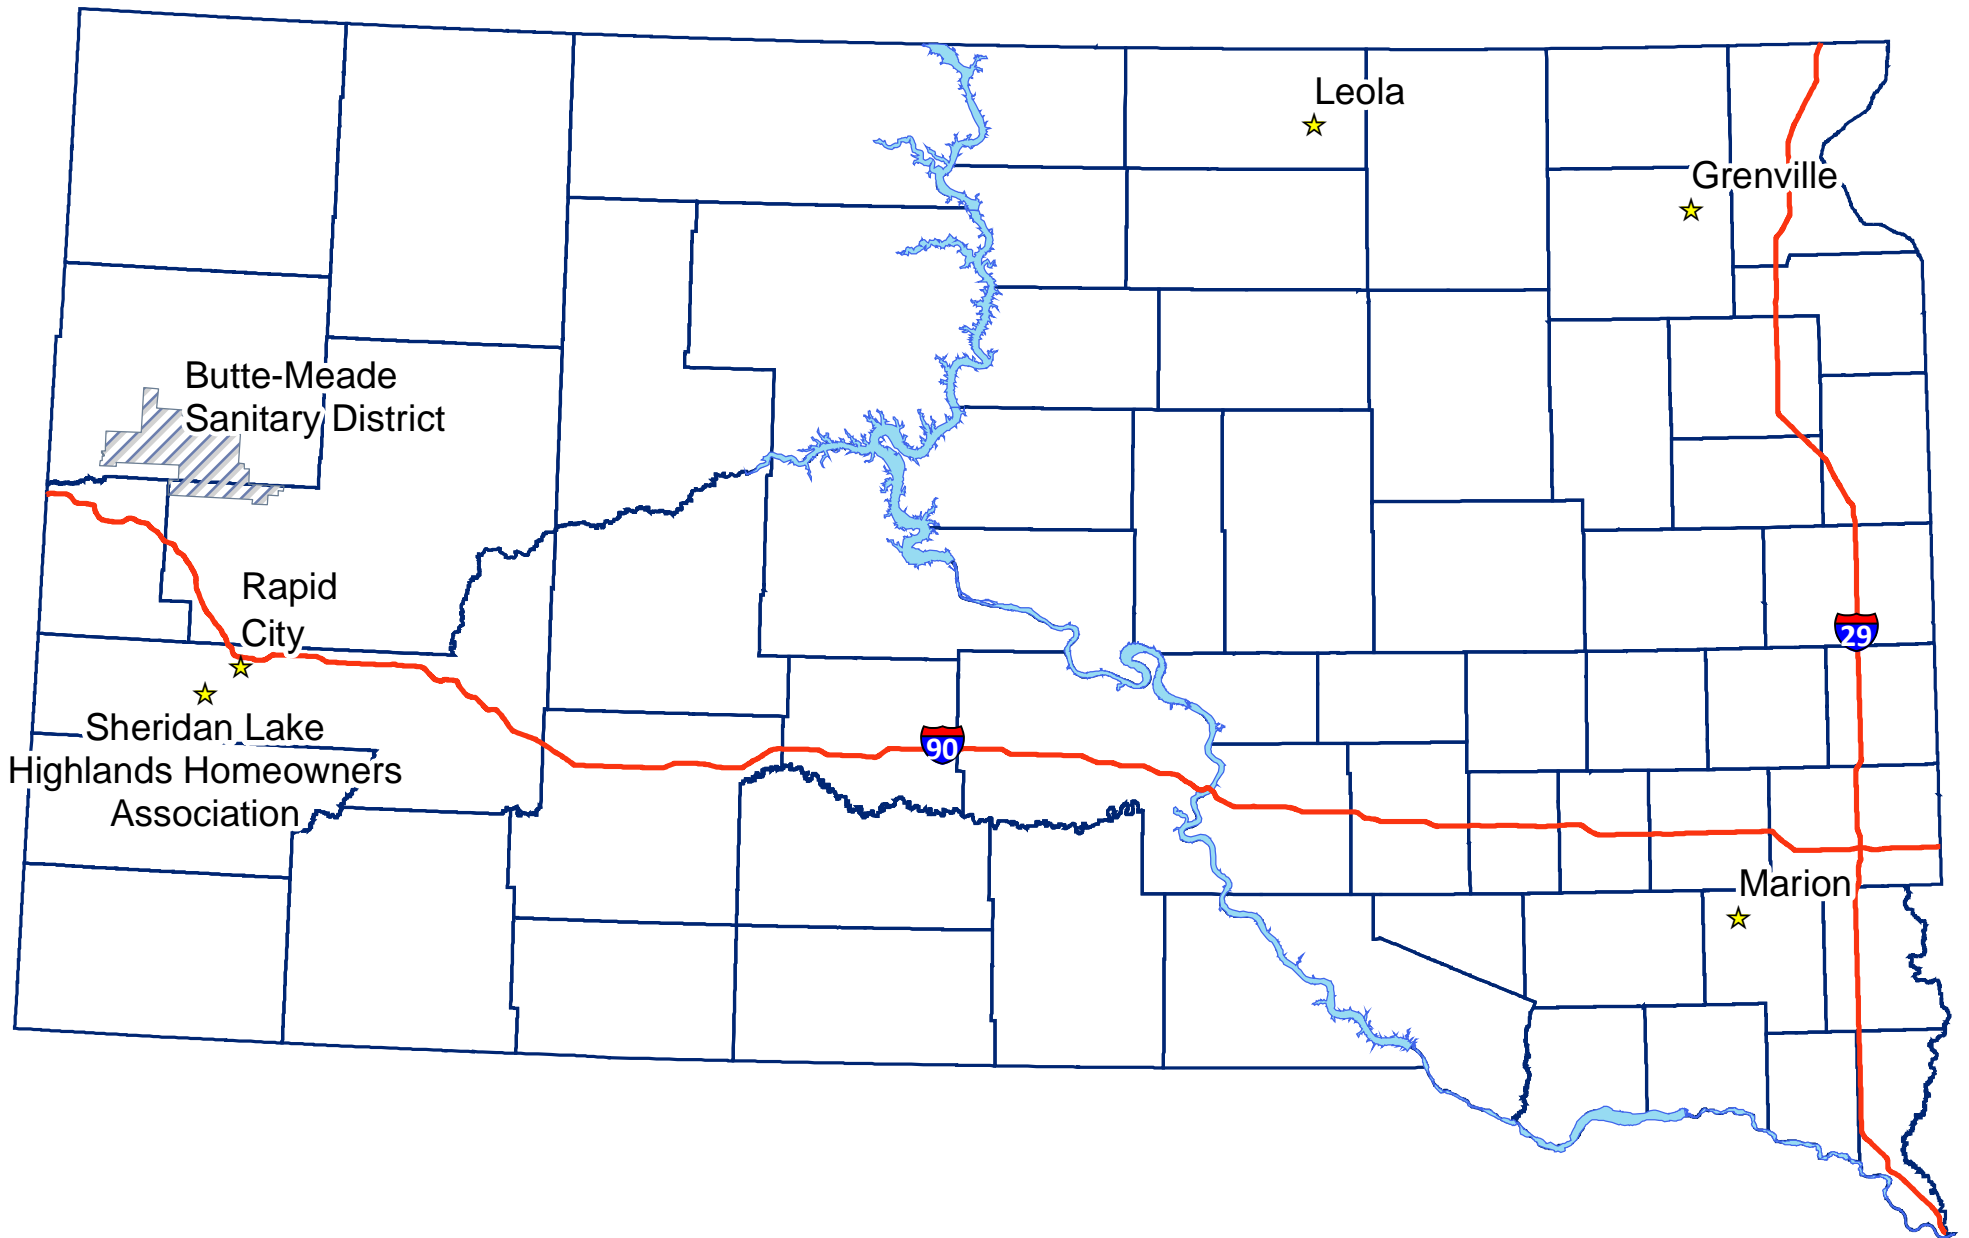 Leola
Grenville
Butte-Meade
Sanitary District
Rapid
City
29
Sheridan Lake
Highlands Homeowners
Association
90
Marion